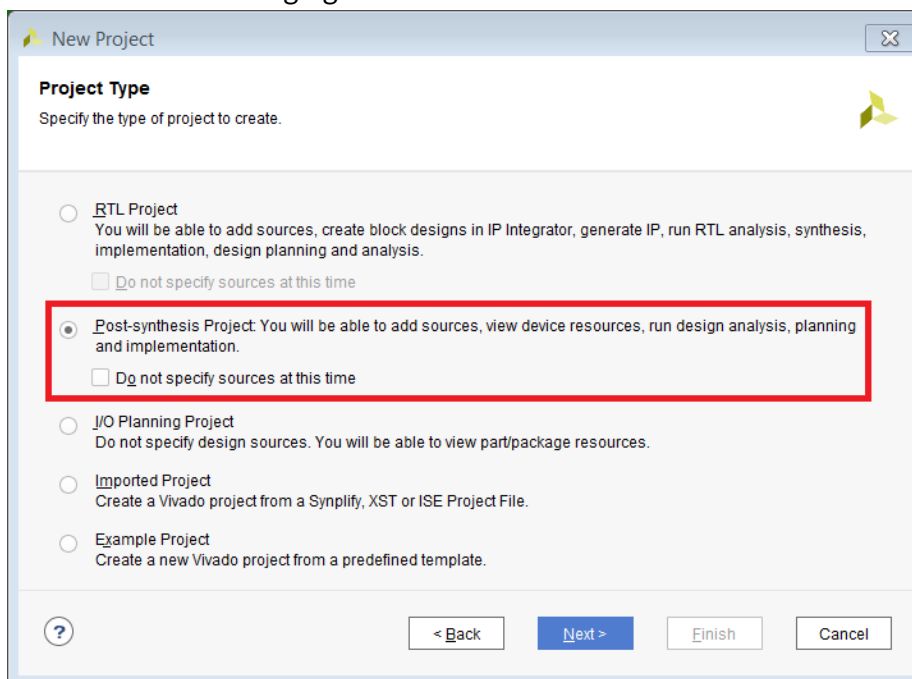 New Project
Project Type
Specify the type of project to create.
RTL Project
You will be able to add sources, create block designs in IP Integrator, generate IP, run RTL analysis, synthesis,
implementation, design planning and analysis.
Do not specify sources at this time
Post-synthesis Project: You will be able to add sources, view device resources, run design analysis, planning
and implementation.
Do not specify sources at this time
I/O Planning Project
Do not specify design sources. You will be able to view part/package resources.
Imported Project
Create a Vivado project from a Synplify, XST or ISE Project File.
Example Project
Create a new Vivado project from a predefined template.
?
< Back
Next >
Finish
Cancel